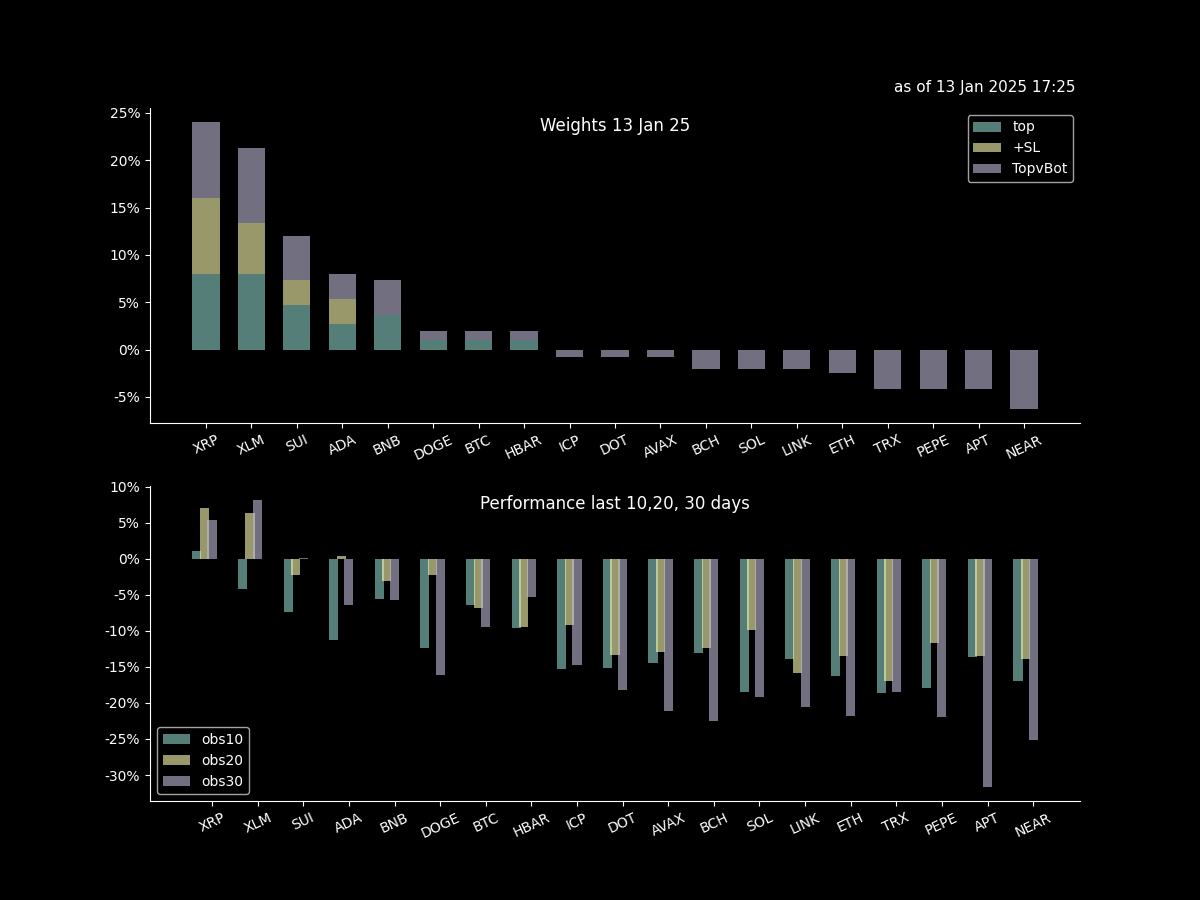 as of 13 Jan 2025 17:25
Weights 13 Jan 25
top
+SL
TopvBot
25%
20%
15%
10%
5%
0%
-5%
XRP XLM SUI ADA BNB DOGE BTC HBAR ICP DOT AVAX BCH SOL LINK ETH TRX PEPE APT NEAR
Performance last 10,20, 30 days
10%
5%
0%
-5%
-10%
-15%
-20%
-25%
-30%
obs10
obs20
obs30
XRP XLM SUI ADA BNB DOGE BTC HBAR ICP DOT AVAX BCH SOL LINK ETH TRX PEPE APT NEAR